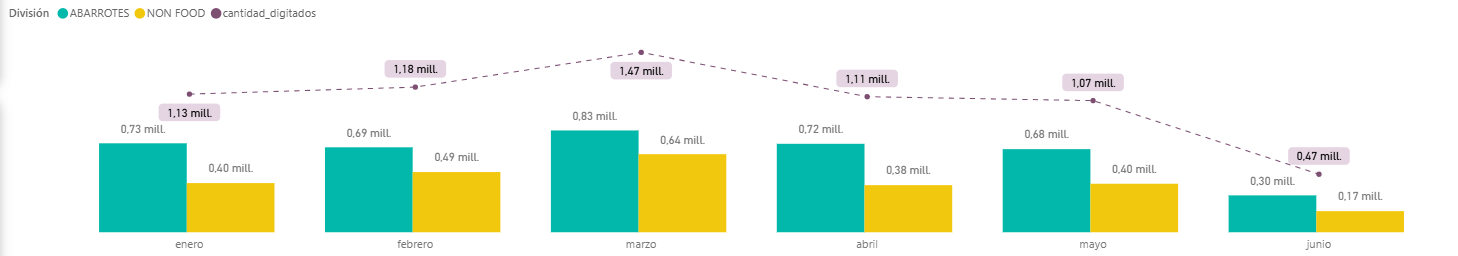 División ABARROTES NON FOOD cantidad_digitados
1,13 mill.
1,18 mill.
1,47 mill.
1,11 mill.
1,07 mill.
0,47 mill.
0,73 mill.
0,40 mill.
0,69 mill.
0,49 mill.
0,83 mill.
0,64 mill.
0,72 mill.
0,38 mill.
0,68 mill.
0,40 mill.
0,30 mill.
0,17 mill.
enero
febrero
marzo
abril
mayo
junio